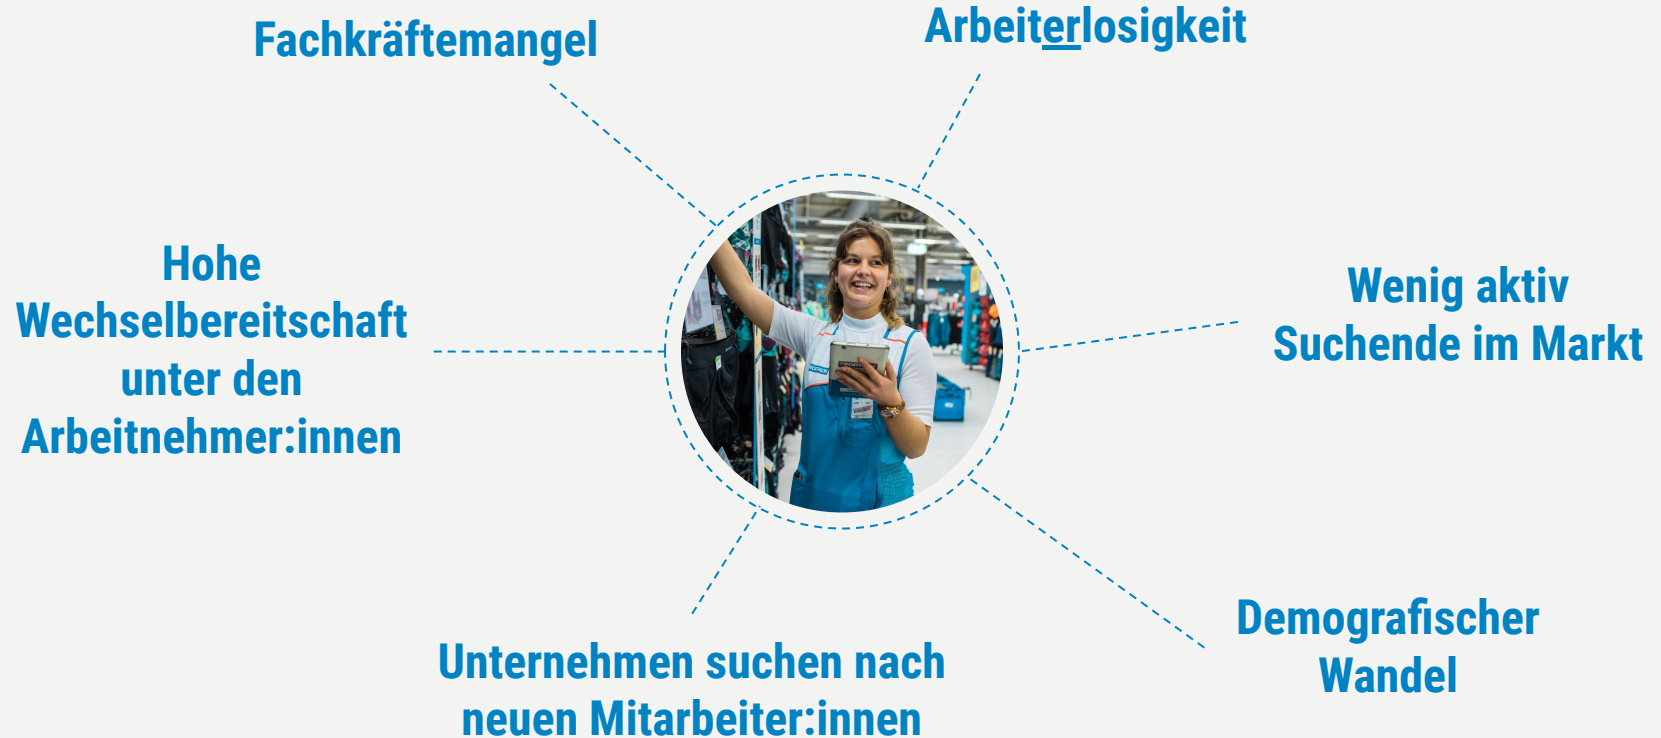 Fachkräftemangel
Arbeiterlosigkeit
Hohe
Wechselbereitschaft
unter den
Arbeitnehmer:innen
Wenig aktiv
Suchende im Markt
Unternehmen suchen nach
neuen Mitarbeiter:innen
Demografischer
Wandel